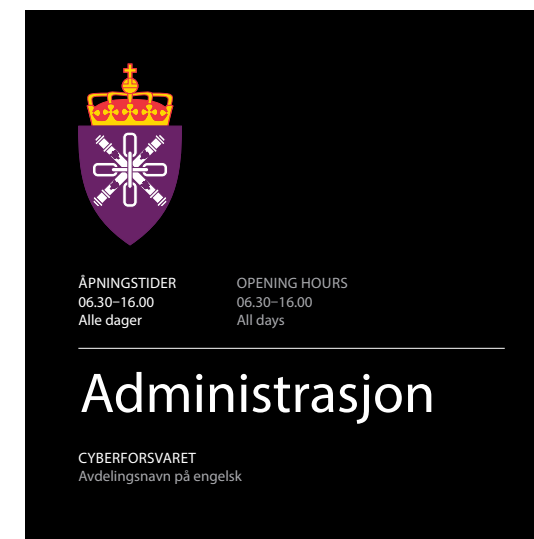 ÅPNINGSTIDER
06.30–16.00
Alle dager
OPENING HOURS
06.30–16.00
All days
Administrasjon
CYBERFORSVARET
Avdelingsnavn på engelsk